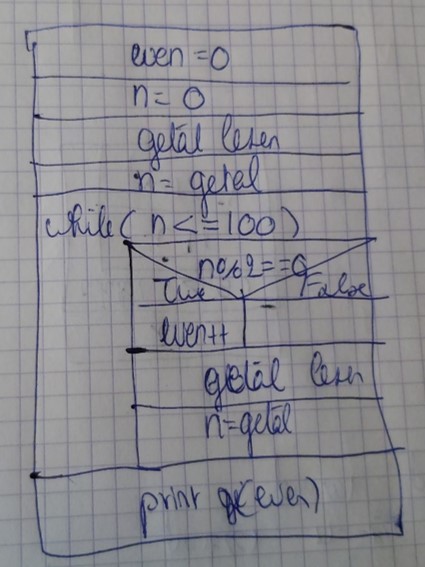 even = 0
n = 0
getal lezen
n = getal
while( n <= 100)
n%2==0
True False
even++ -
getal lezen
n=getal
print (even)